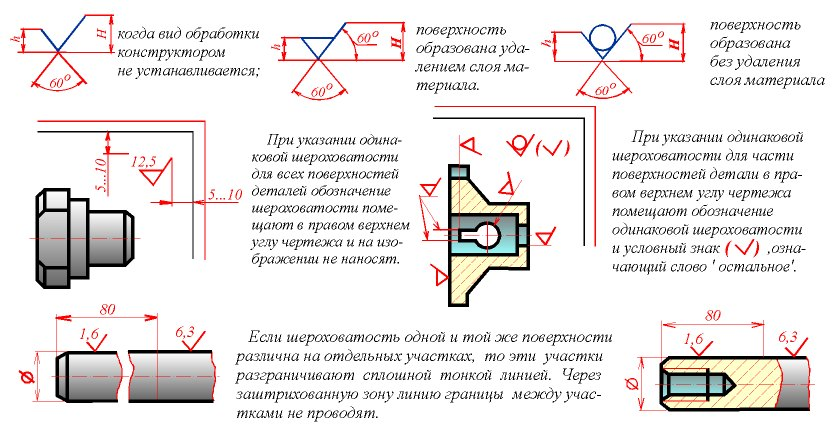 h
H
60°
когда вид обработки
конструктором
не устанавливается;
h
H
60°
60°
поверхность
образована уда-
лением слоя ма-
териала.
h
H
60°
60°
поверхность
образована
без удаления
слоя материала
5...10
12,5
5...10
При указании одина-
ковой шероховатости
для всех поверхностей
деталей обозначение
шероховатости поме-
щают в правом верхнем
углу чертежа и на изо-
бражении не наносят.
При указании одинаковой
шероховатости для части
поверхностей детали в пра-
вом верхнем углу чертежа
помещают обозначение
одинаковой шероховатости
и условный знак (√) ,озна-
чающий слово ' остальное'.
80
1,6
6,3
Ø
Если шероховатость одной и той же поверхности
различна на отдельных участках, то эти участки
разграничивают сплошной тонкой линией. Через
заштрихованную зону линию границы между учас-
тками не проводят.
80
1,6
6,3
Ø